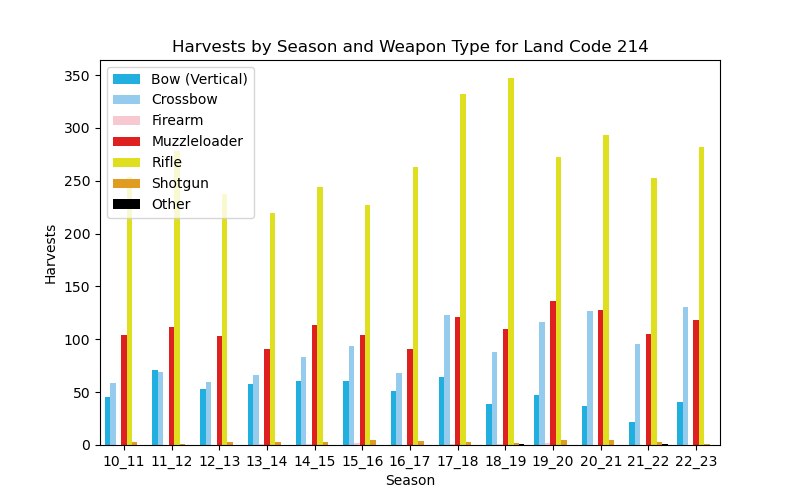 Harvests by Season and Weapon Type for Land Code 214
Bow (Vertical)
Crossbow
Firearm
Muzzleloader
Rifle
Shotgun
Other
Harvests
350
300
250
200
150
100
50
0
10_11 11_12 12_13 13_14 14_15 15_16 16_17 17_18 18_19 19_20 20_21 21_22 22_23
Season